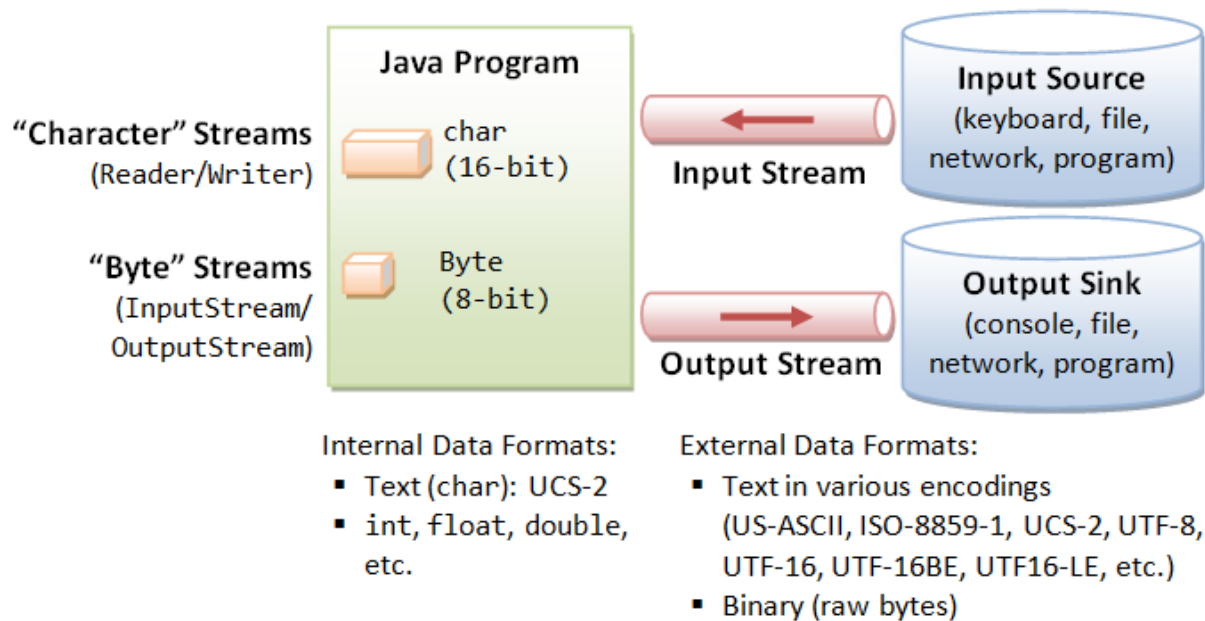 Java Program
"Character" Streams
(Reader/Writer)
char
(16-bit)
"Byte" Streams
(InputStream/
OutputStream)
Byte
(8-bit)
Input Stream
Output Stream
Input Source
(keyboard, file,
network, program)
Output Sink
(console, file,
network, program)
Internal Data Formats:
▪ Text (char): UCS-2
▪ int, float, double,
etc.
External Data Formats:
▪ Text in various encodings
(US-ASCII, ISO-8859-1, UCS-2, UTF-8,
UTF-16, UTF-16BE, UTF16-LE, etc.)
▪ Binary (raw bytes)